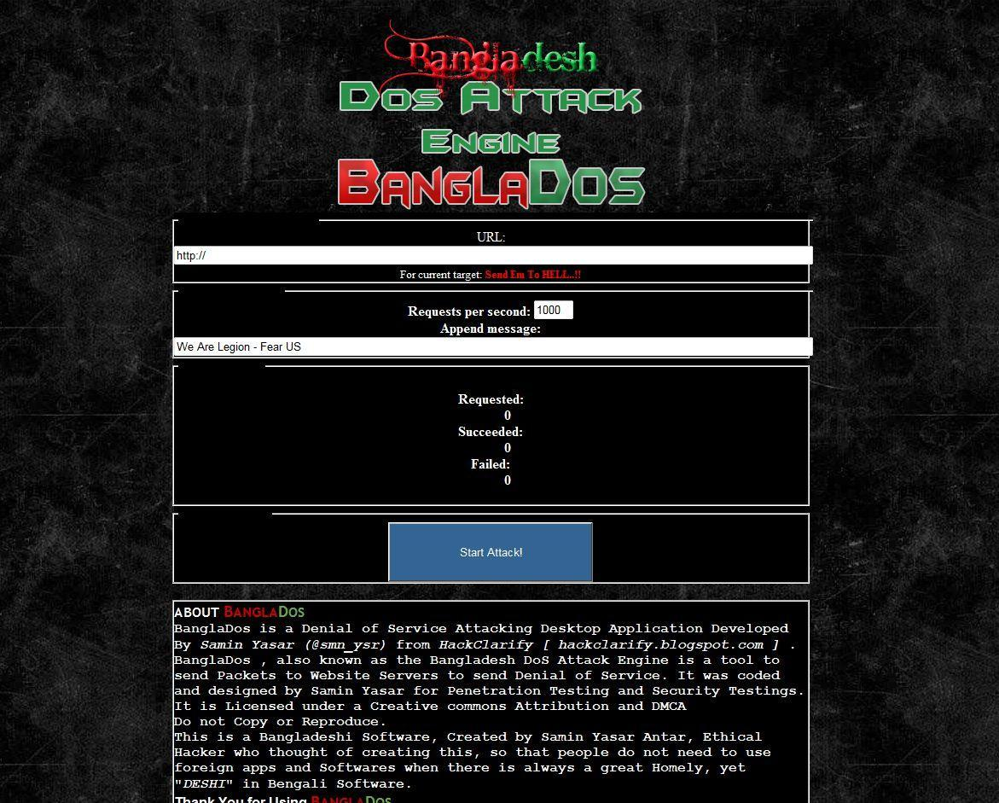 Bangladesh
Dos Attack
Engine
BanglaDos
URL:
http://
For current target: Send Em To HELL..!!
Requests per second: 1000
Append message:
We Are Legion - Fear US
Requested:
0
Succeeded:
0
Failed:
0
Start Attack!
ABOUT BANGLADOS
BanglaDos is a Denial of Service Attacking Desktop Application Developed
By Samin Yasar (@smn_ysr) from HackClarify [ hackclarify.blogspot.com ] .
BanglaDos , also known as the Bangladesh DoS Attack Engine is a tool to
send Packets to Website Servers to send Denial of Service. It was coded
and designed by Samin Yasar for Penetration Testing and Security Testings.
It is Licensed under a Creative commons Attribution and DMCA
Do not Copy or Reproduce.
This is a Bangladeshi Software, Created by Samin Yasar Antar, Ethical
Hacker who thought of creating this, so that people do not need to use
foreign apps and Softwares when there is always a great Homely, yet
"DESHI" in Bengali Software.
Thank You for Using BANGLADOS